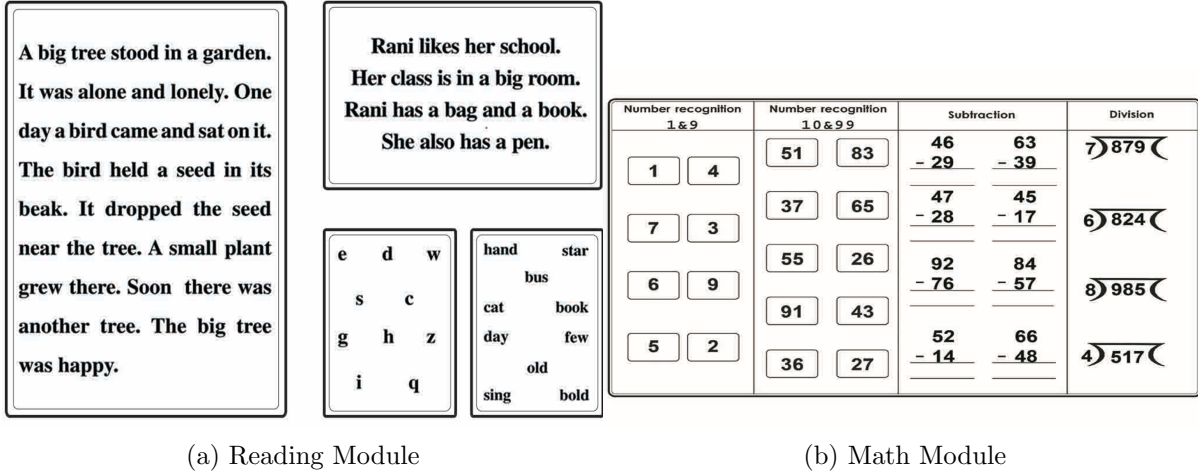 A big tree stood in a garden.
It was alone and lonely. One
day a bird came and sat on it.
The bird held a seed in its
beak. It dropped the seed
near the tree. A small plant
grew there. Soon there was
another tree. The big tree
was happy.
Rani likes her school.
Her class is in a big room.
Rani has a bag and a book.
She also has a pen.
e d w
s c
g h z
i q
hand star
bus
cat book
day few
old
sing bold
(a) Reading Module
Number recognition
1&9
1 4
7 3
6 9
5 2
Number recognition
10&99
51 83
37 65
55 26
91 43
36 27
Subtraction
46 63
- 29 - 39
47 45
- 28 - 17
92 84
- 76 - 57
52 66
- 14 - 48
Division
7)879(
6)824(
8)985(
4)517(
(b) Math Module